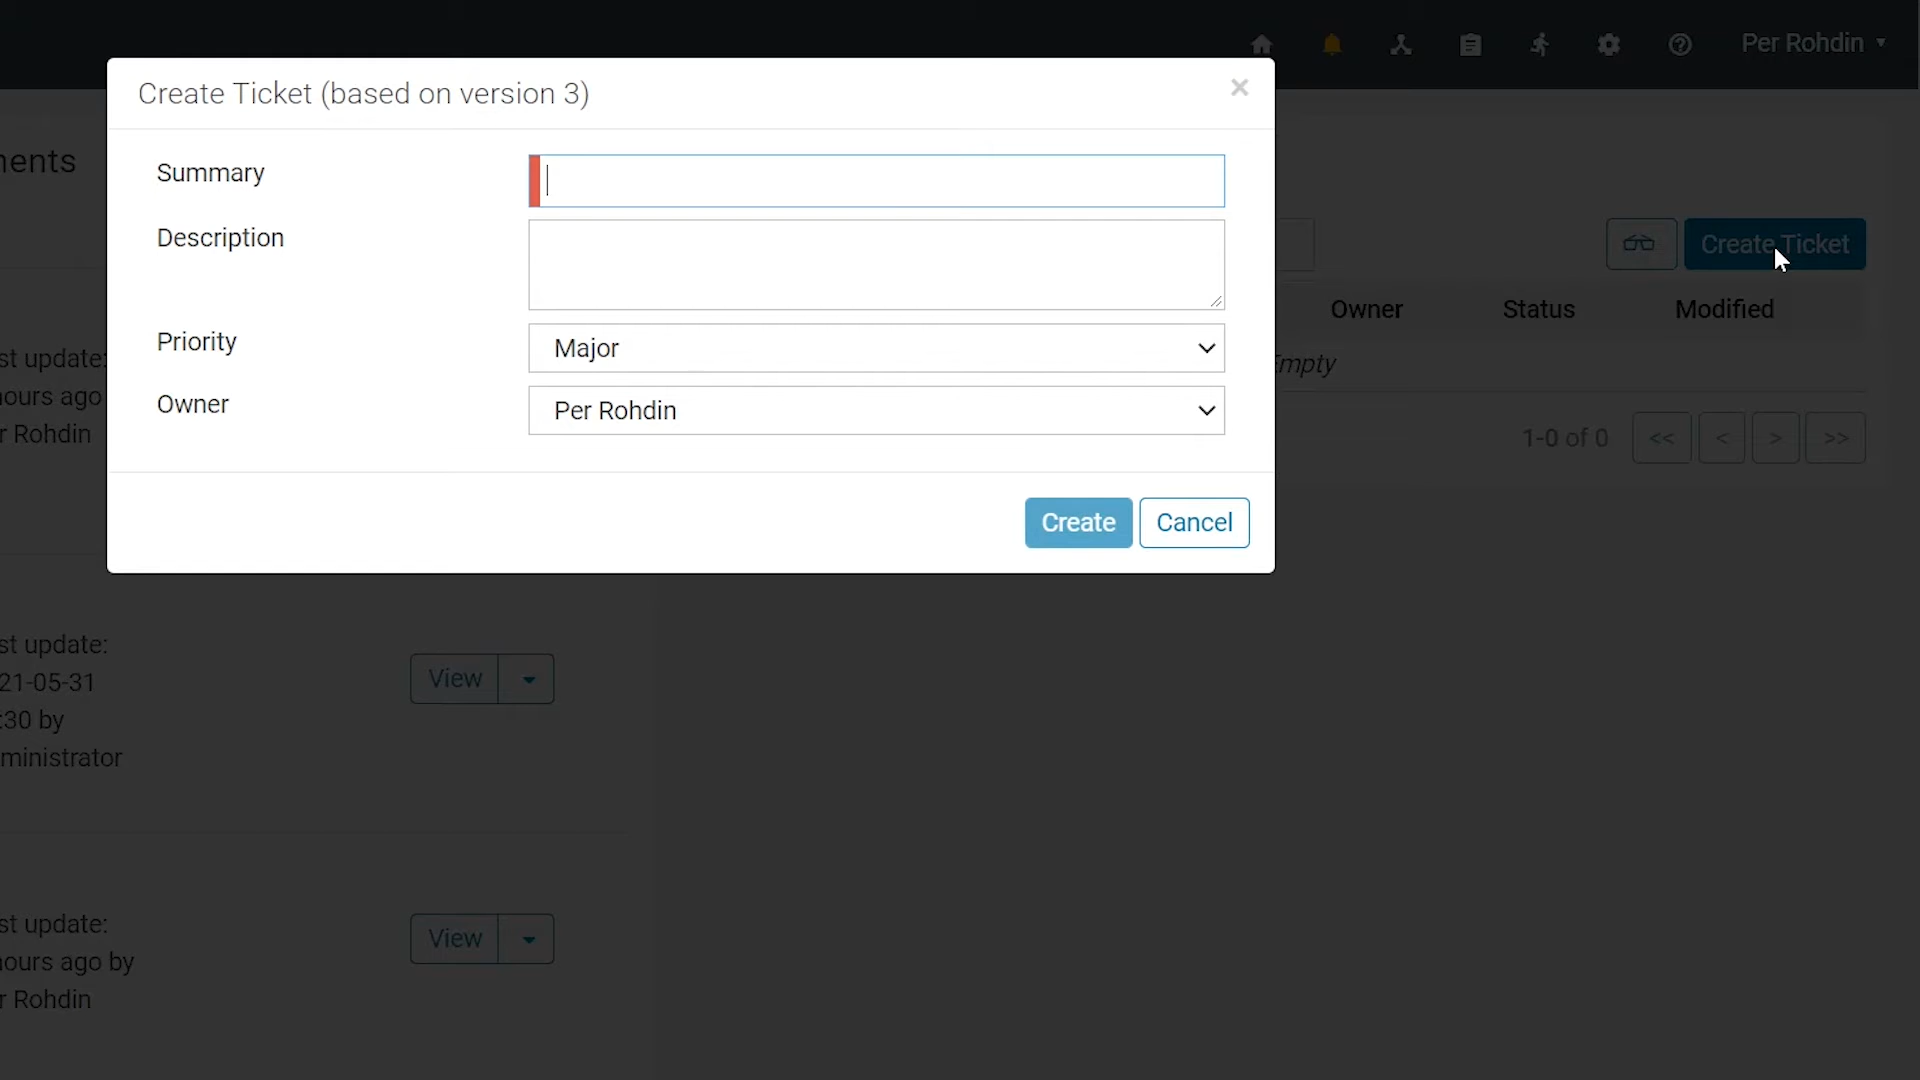 Per Rohdin
Create Ticket (based on version 3)
Summary
Description
Priority
Major
Owner
Per Rohdin
Create
Cancel
Create Ticket
Owner
Status
Modified
Empty
1-0 of 0
<<
<
>
>>
nents
st update:
ours ago
r Rohdin
st update:
21-05-31
:30 by
ministrator
View
st update:
ours ago by
r Rohdin
View